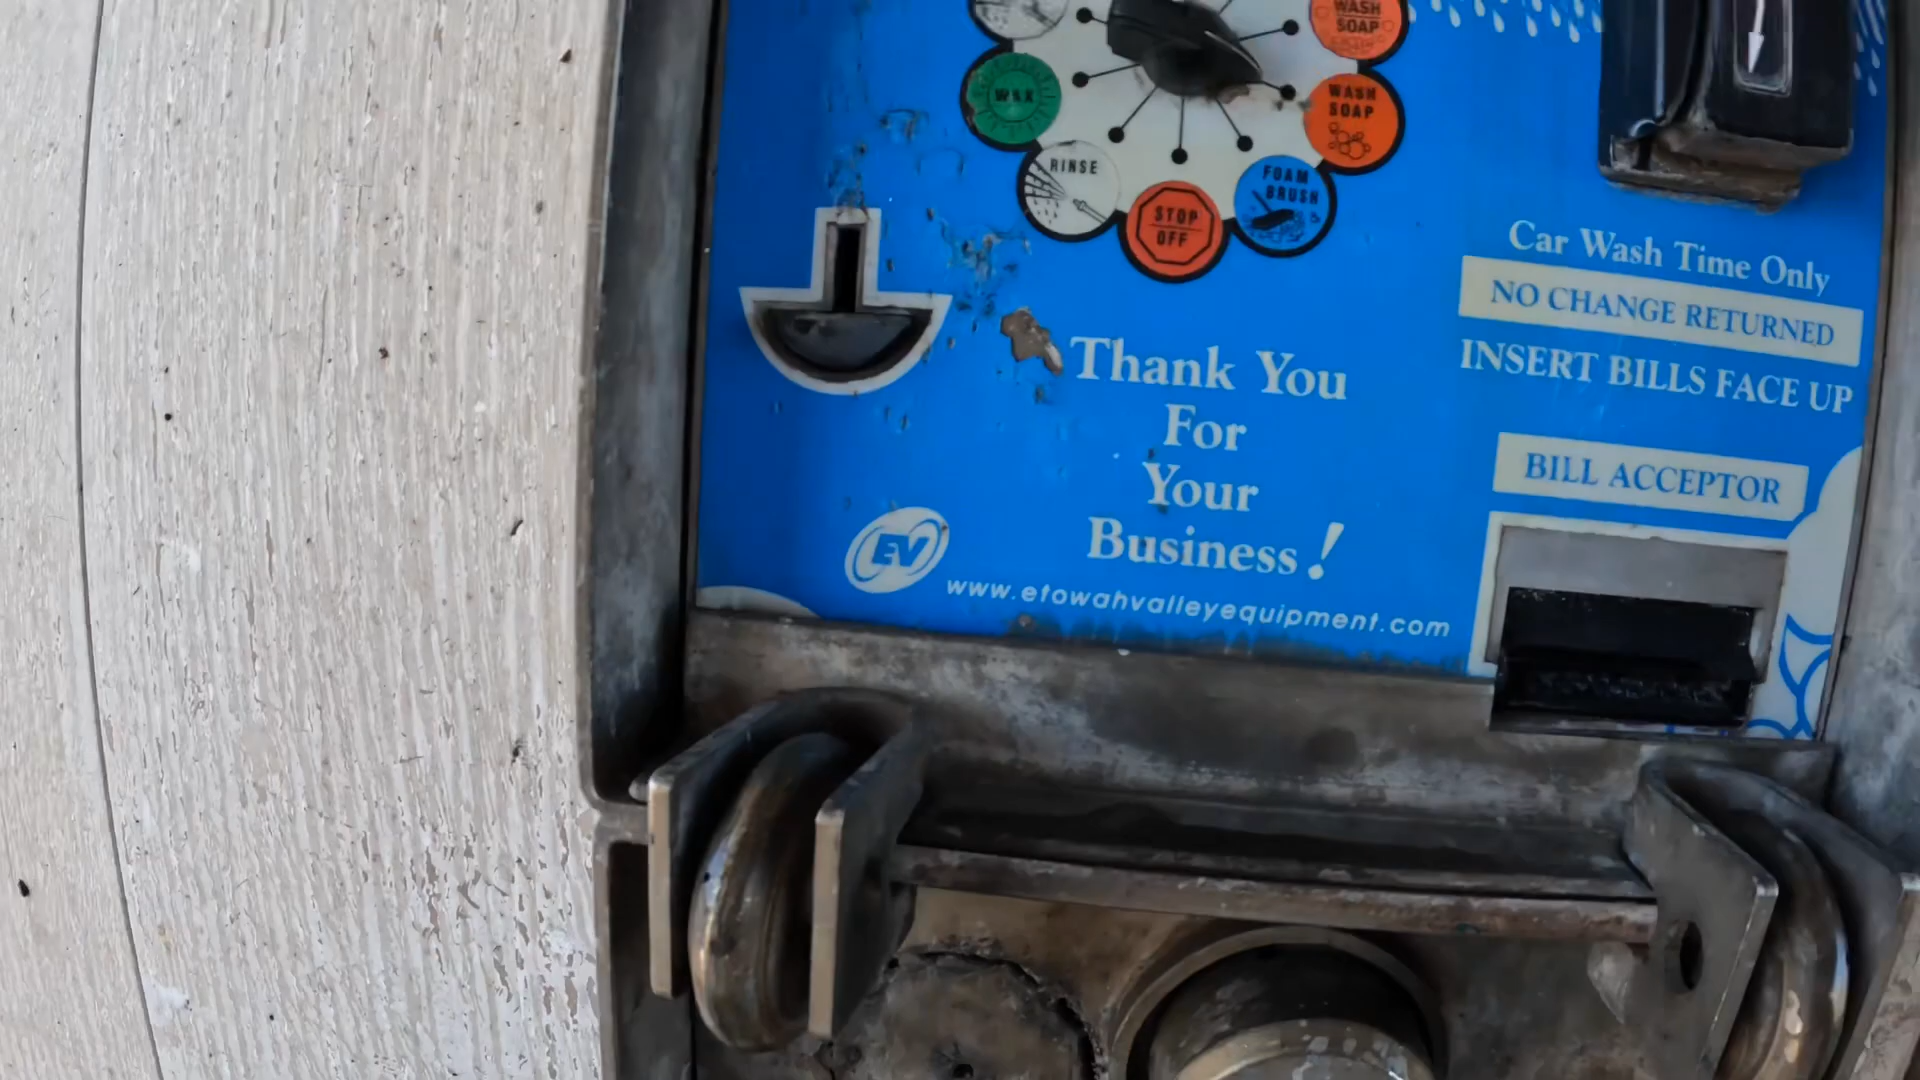 WASH
SOAP
WAX
WASH
SOAP
RINSE
FOAM
BRUSH
STOP
OFF
Car Wash Time Only
NO CHANGE RETURNED
INSERT BILLS FACE UP
Thank You
For
Your
Business!
BILL ACCEPTOR
EV
www.etowahvalleyequipment.com